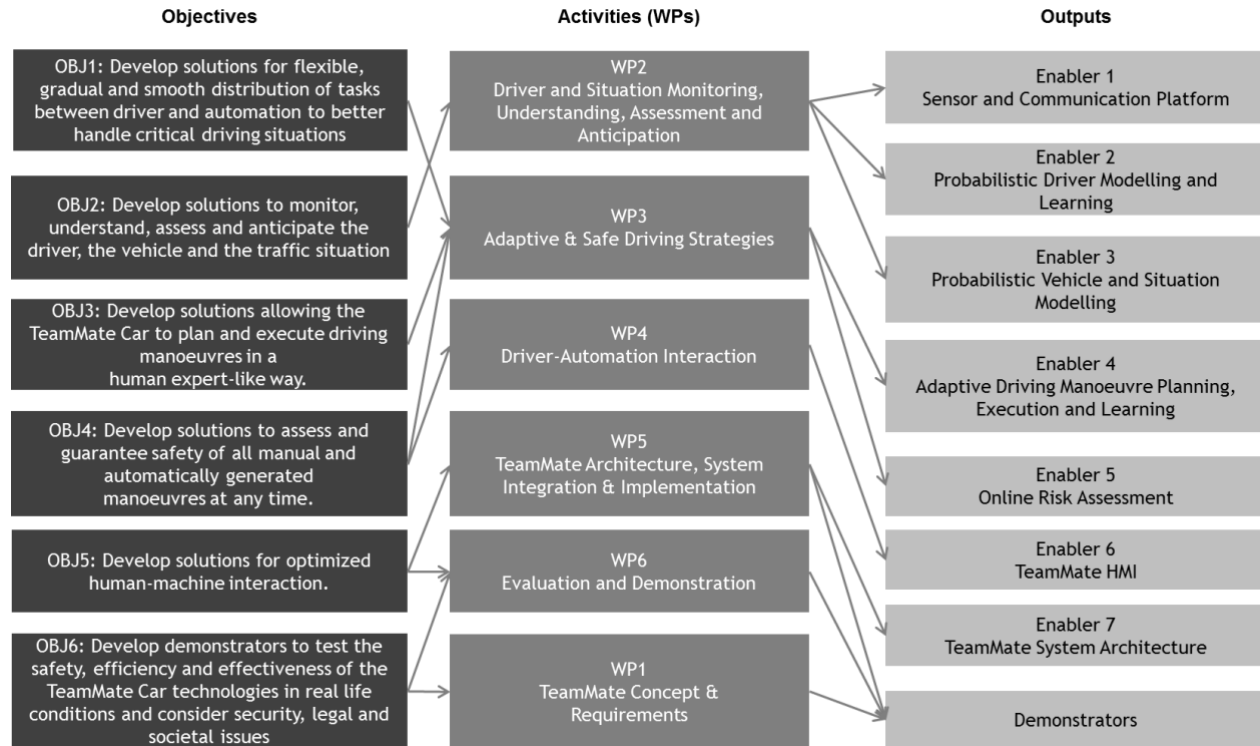 Objectives
Activities (WPs)
Outputs
OBJ1: Develop solutions for flexible,
gradual and smooth distribution of tasks
between driver and automation to better
handle critical driving situations
OBJ2: Develop solutions to monitor,
understand, assess and anticipate the
driver, the vehicle and the traffic situation
OBJ3: Develop solutions allowing the
TeamMate Car to plan and execute driving
manoeuvres in a
human expert-like way.
OBJ4: Develop solutions to assess and
guarantee safety of all manual and
automatically generated
manoeuvres at any time.
OBJ5: Develop solutions for optimized
human-machine interaction.
OBJ6: Develop demonstrators to test the
safety, efficiency and effectiveness of the
TeamMate Car technologies in real life
conditions and consider security, legal and
societal issues
WP2
Driver and Situation Monitoring,
Understanding, Assessment and
Anticipation
WP3
Adaptive & Safe Driving Strategies
WP4
Driver-Automation Interaction
WP5
TeamMate Architecture, System
Integration & Implementation
WP6
Evaluation and Demonstration
WP1
TeamMate Concept &
Requirements
Enabler 1
Sensor and Communication Platform
Enabler 2
Probabilistic Driver Modelling and
Learning
Enabler 3
Probabilistic Vehicle and Situation
Modelling
Enabler 4
Adaptive Driving Manoeuvre Planning,
Execution and Learning
Enabler 5
Online Risk Assessment
Enabler 6
TeamMate HMI
Enabler 7
TeamMate System Architecture
Demonstrators